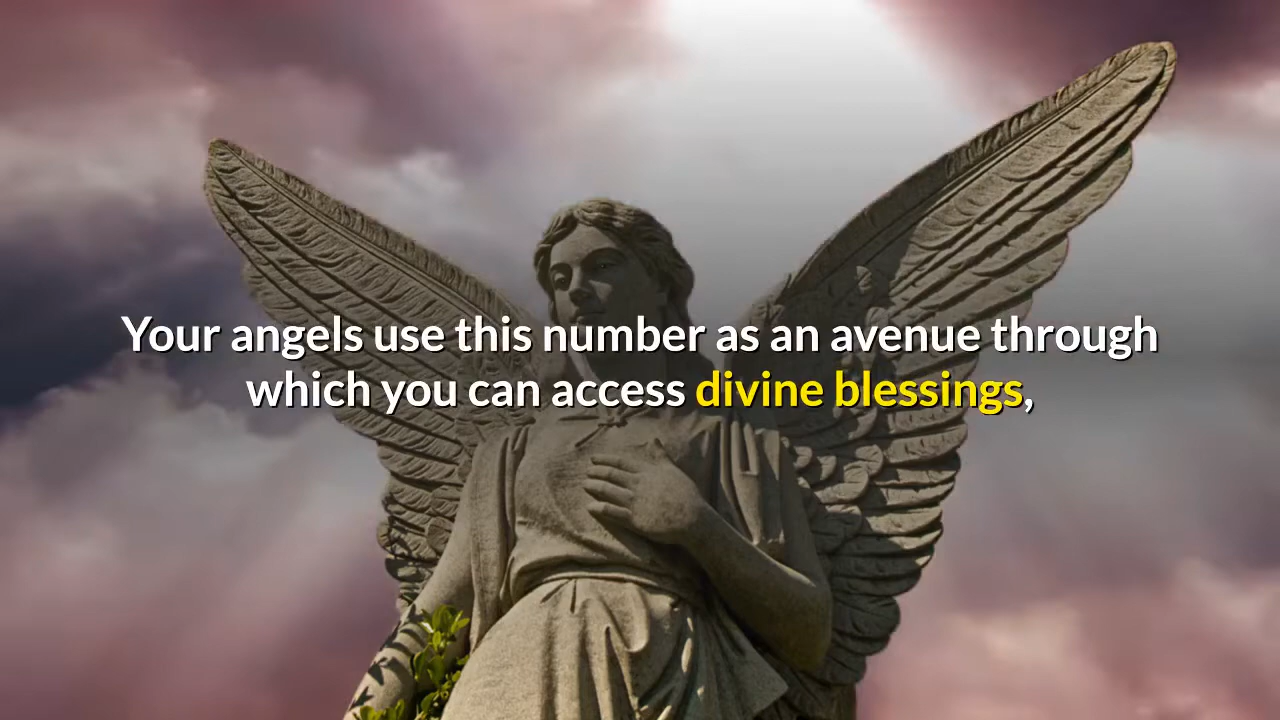 Your angels use this number as an avenue through
which you can access divine blessings,